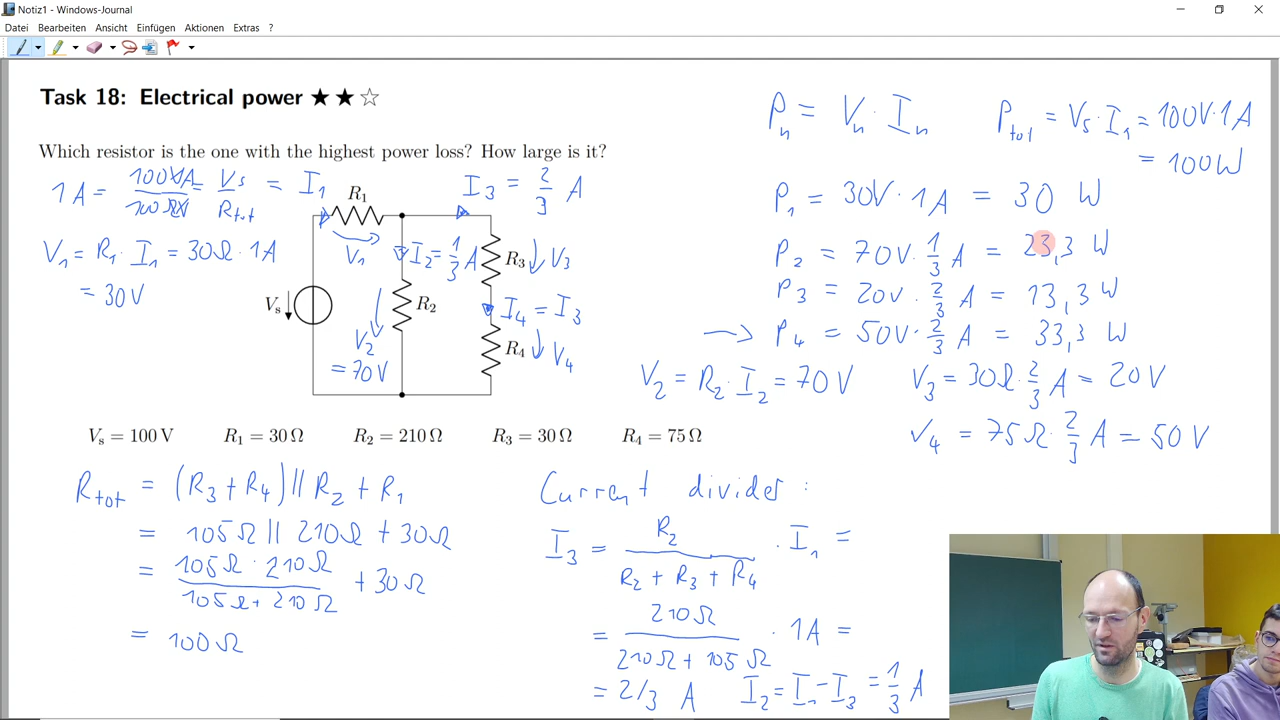 Notiz1 - Windows-Journal
Datei Bearbeiten Ansicht Einfügen Aktionen Extras ?
Task 18: Electrical power ★★☆
Which resistor is the one with the highest power loss? How large is it?
1A = 100V·1A / 100ΩV = Vs / Rtot = I1
V1 = R1 · I1 = 30Ω · 1A
= 30V
R1
V1
I3 = 2/3 A
I2 = 1/3 A
R3
V3
Vs
R2
I4 = I3
V2
= 70V
R4
V4
Pn = Vn · In
Ptot = Vs · I1 = 100V · 1A
= 100W
P1 = 30V · 1A = 30 W
P2 = 70V · 1/3 A = 23,3 W
P3 = 20V · 2/3 A = 13,3 W
→ P4 = 50V · 2/3 A = 33,3 W
V2 = R2 · I2 = 70V
V3 = 30Ω · 2/3 A = 20V
V4 = 75Ω · 2/3 A = 50V
Vs = 100 V R1 = 30 Ω R2 = 210 Ω R3 = 30 Ω R4 = 75 Ω
Rtot = (R3 + R4) || R2 + R1
= 105Ω || 210Ω + 30Ω
= 105Ω · 210Ω / 105Ω + 210Ω + 30Ω
= 100Ω
Current divider :
I3 = R2 / R2 + R3 + R4 · I1 =
= 210Ω / 210Ω + 105Ω · 1A =
= 2/3 A
I2 = I1 - I3 = 1/3 A